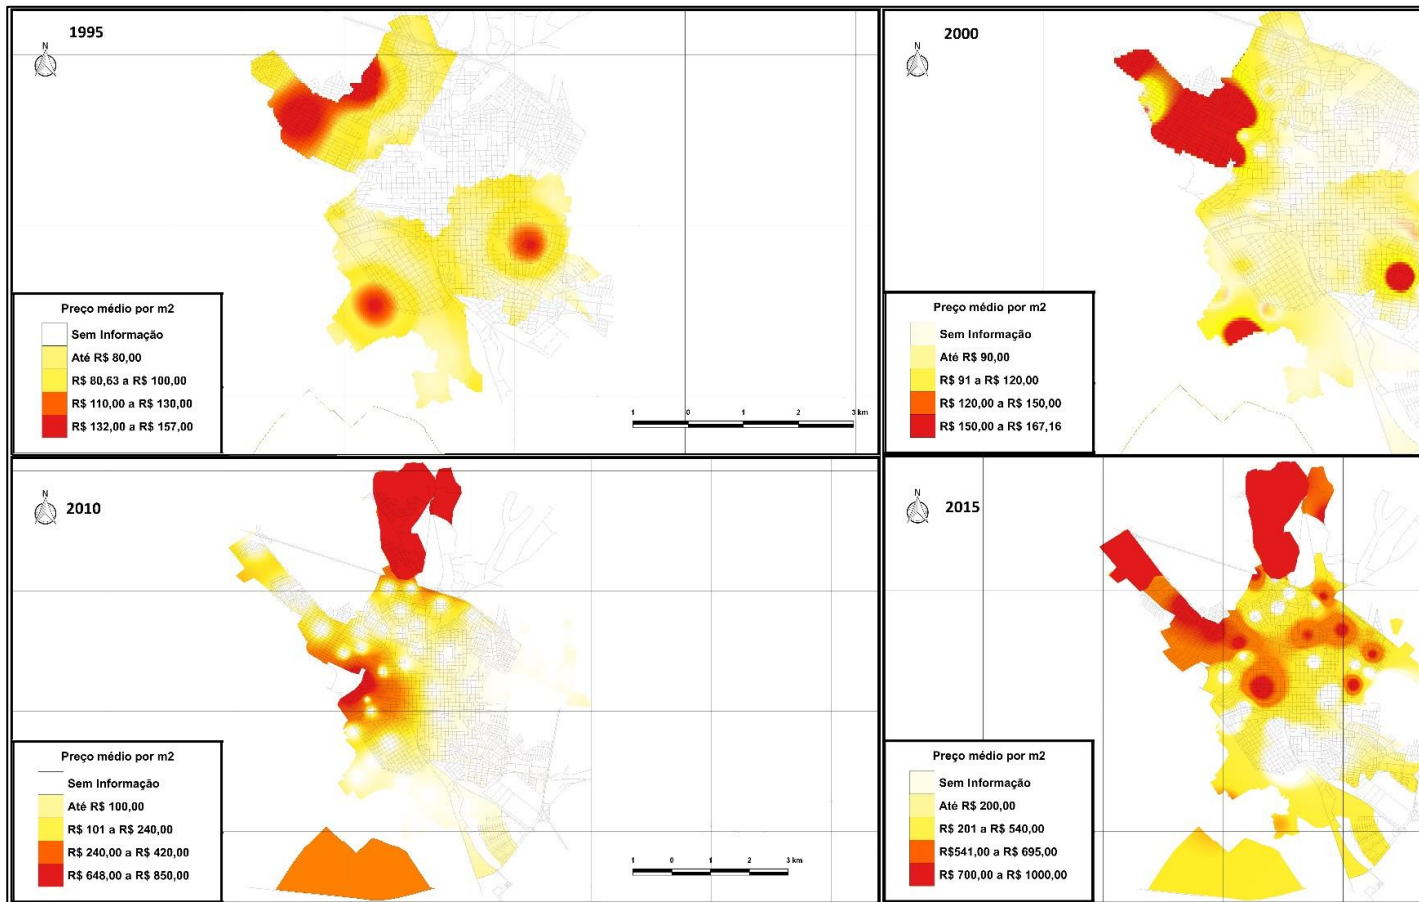 N
1995
Preço médio por m2
Sem Informação
Até R$ 80,00
R$ 80,63 a R$ 100,00
R$ 110,00 a R$ 130,00
R$ 132,00 a R$ 157,00
1 0 1 2 3 km
N
2000
Preço médio por m2
Sem Informação
Até R$ 90,00
R$ 91 a R$ 120,00
R$ 120,00 a R$ 150,00
R$ 150,00 a R$ 167,16
N
2010
Preço médio por m2
Sem Informação
Até R$ 100,00
R$ 101 a R$ 240,00
R$ 240,00 a R$ 420,00
R$ 648,00 a R$ 850,00
1 0 1 2 3 km
N
2015
Preço médio por m2
Sem Informação
Até R$ 200,00
R$ 201 a R$ 540,00
R$541,00 a R$ 695,00
R$ 700,00 a R$ 1000,00